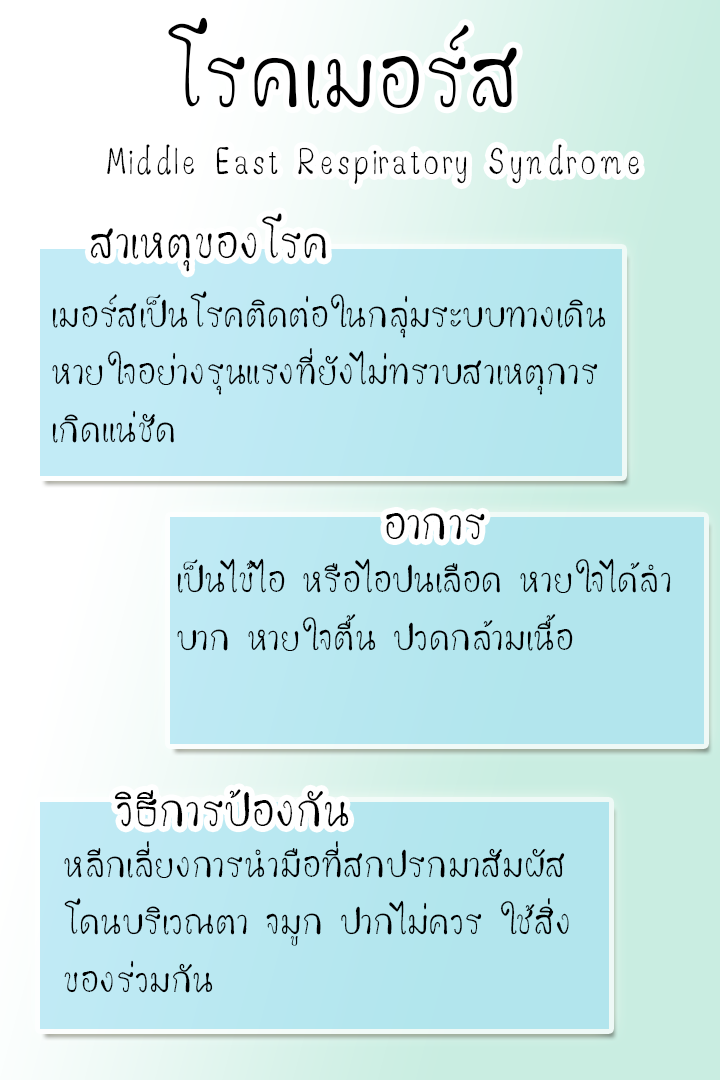 โรคเมอร์ส
Middle East Respiratory Syndrome
สาเหตุของโรค
เมอร์สเป็นโรคติดต่อในกลุ่มระบบทางเดิน
หายใจอย่างรุนแรงที่ยังไม่ทราบสาเหตุการ
เกิดแน่ชัด
อาการ
เป็นไข้ไอ หรือไอปนเลือด หายใจได้ลำ
บาก หายใจตื้น ปวดกล้ามเนื้อ
วิธีการป้องกัน
หลีกเลี่ยงการนำมือที่สกปรกมาสัมผัส
โดนบริเวณตา จมูก ปากไม่ควร ใช้สิ่ง
ของร่วมกัน